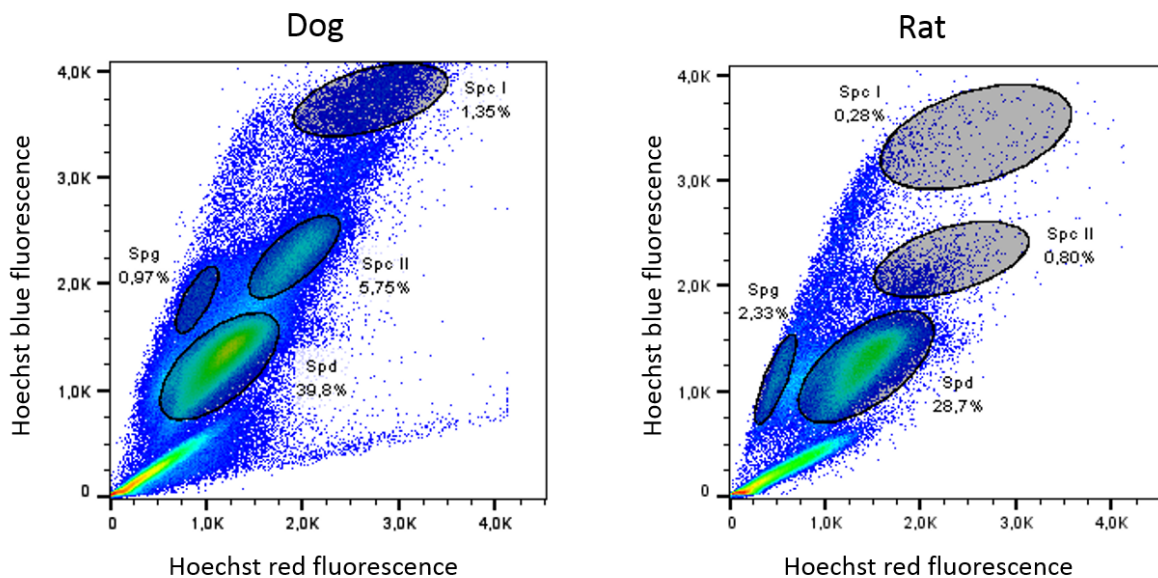 Dog
Hoechst blue fluorescence
4,0K
3,0K
2,0K
1,0K
0
Spc I
1,35%
Spg
0,97%
Spc II
5,75%
Spd
39,8%
0
1,0K
2,0K
3,0K
4,0K
Hoechst red fluorescence
Rat
Hoechst blue fluorescence
4,0K
3,0K
2,0K
1,0K
0
Spc I
0,28%
Spc II
0,80%
Spg
2,33%
Spd
28,7%
0
1,0K
2,0K
3,0K
4,0K
Hoechst red fluorescence